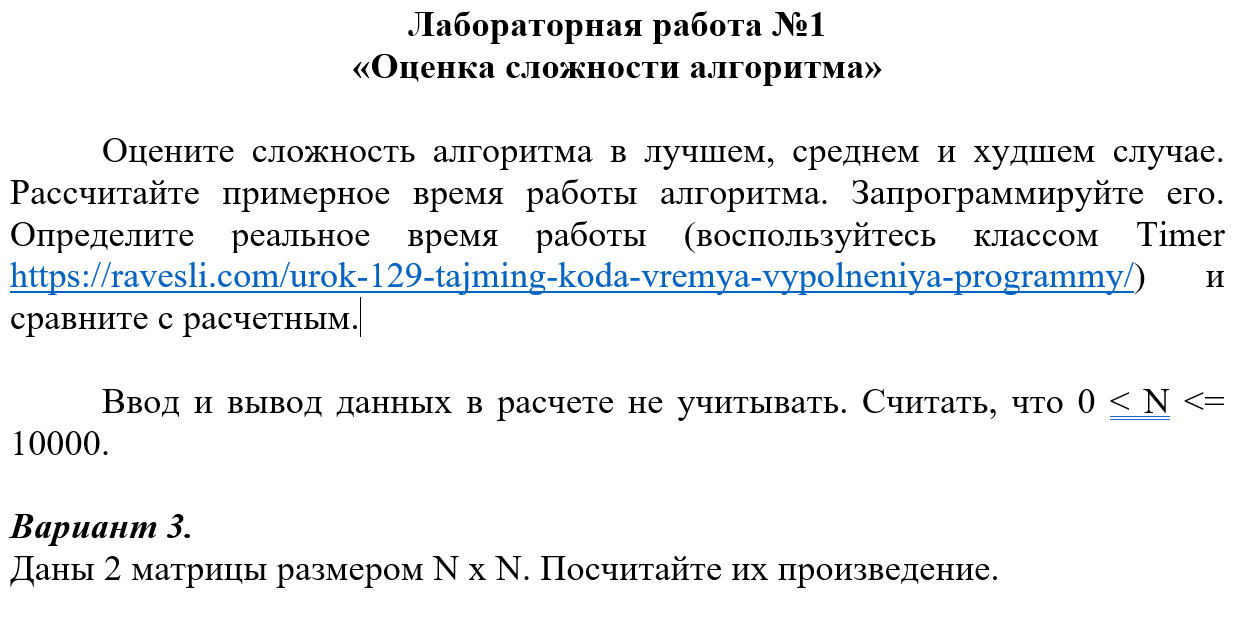 Лабораторная работа №1
«Оценка сложности алгоритма»
Оцените сложность алгоритма в лучшем, среднем и худшем случае.
Рассчитайте примерное время работы алгоритма. Запрограммируйте его.
Определите реальное время работы (воспользуйтесь классом Timer
https://ravesli.com/urok-129-tajming-koda-vremya-vypolneniya-programmy/) и
сравните с расчетным.
Ввод и вывод данных в расчете не учитывать. Считать, что 0 < N <=
10000.
Вариант 3.
Даны 2 матрицы размером N x N. Посчитайте их произведение.